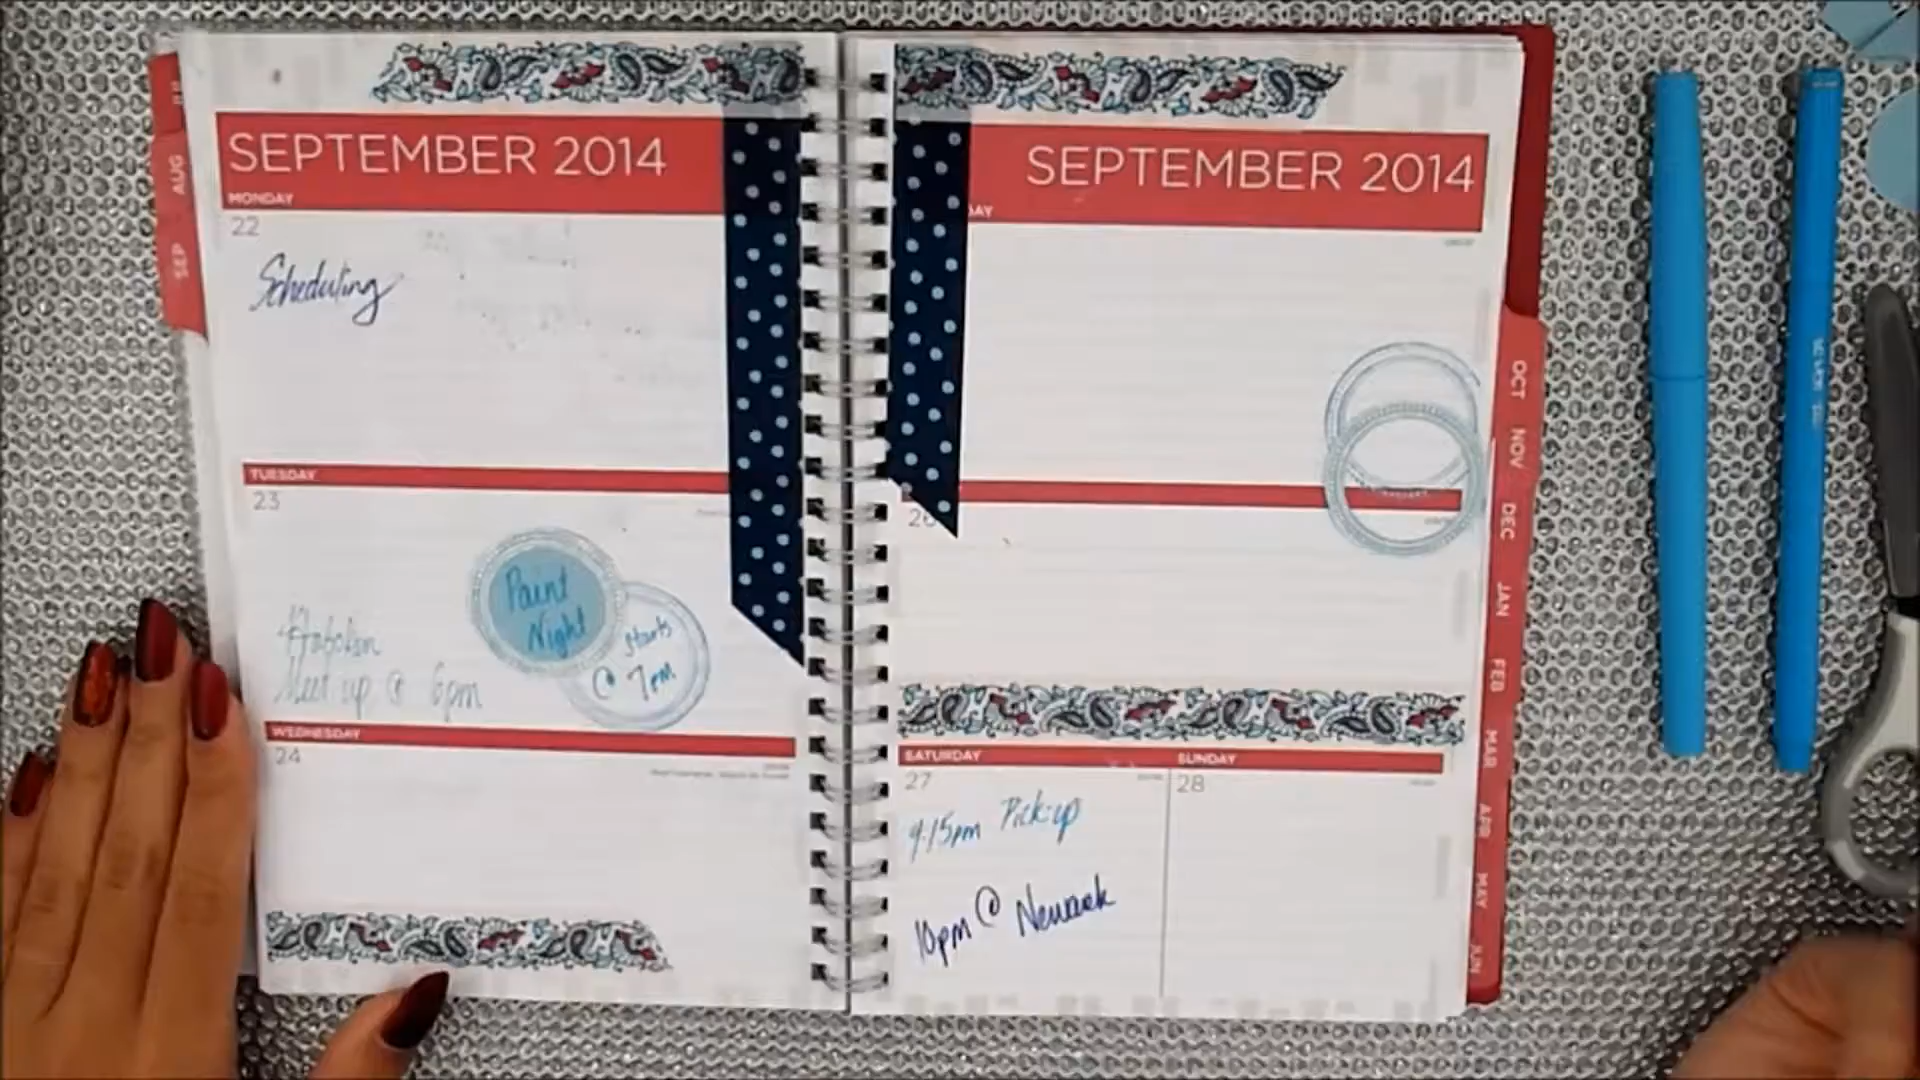 SEPTEMBER 2014
MONDAY
22
Scheduling
TUESDAY
23
Paint
Night
Starts
@ 7pm
Meet up @ 6pm
WEDNESDAY
24
SEPTEMBER 2014
DAY
26
SATURDAY
27
9:15pm Pick-up
10pm @ Newark
SUNDAY
28
AUG
SEP
OCT
NOV
DEC
JAN
FEB
MAR
APR
MAY
JUN